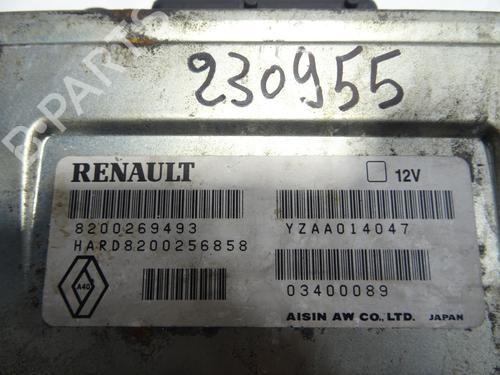 230955
B-PARTS
RENAULT
12V
8200269493
YZAA014047
HARD8200256858
A40
03400089
AISIN AW CO., LTD. JAPAN